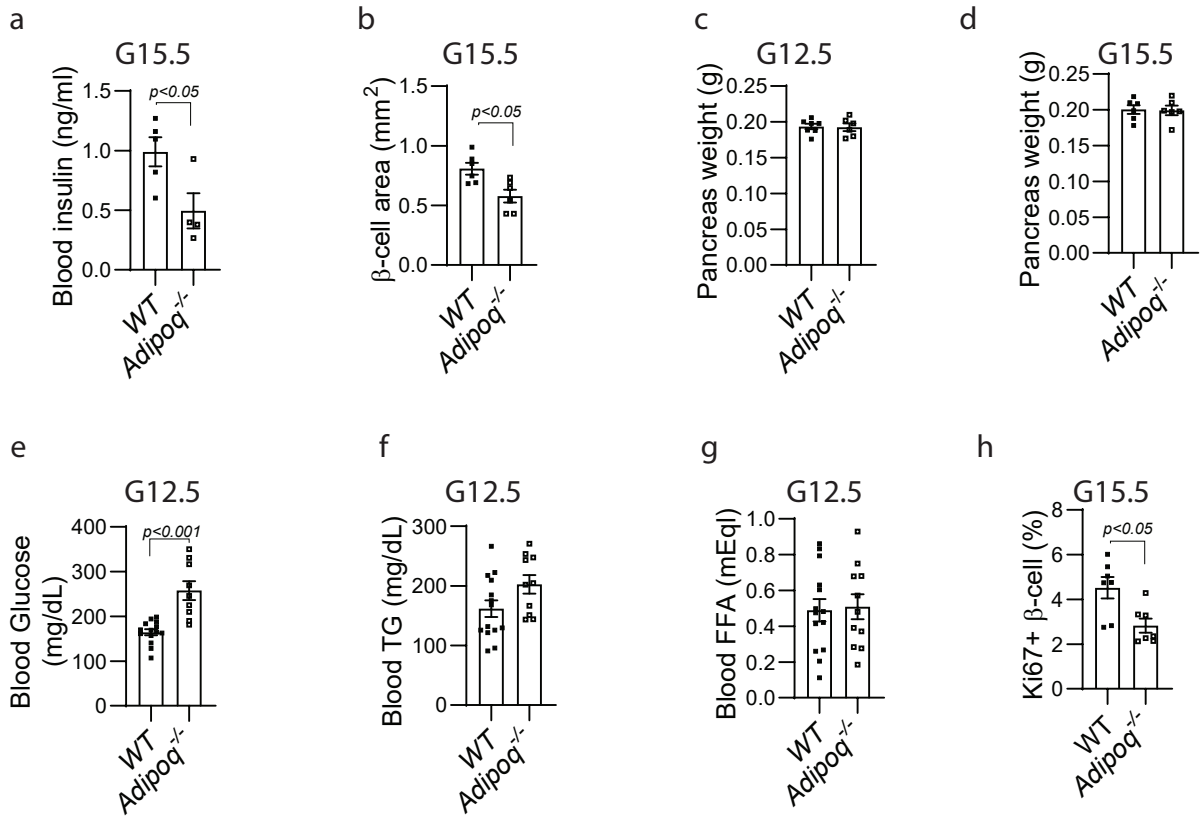 a
G15.5
Blood insulin (ng/ml)
1.5
1.0
0.5
0.0
p<0.05
WT
Adipoq-/-
b
G15.5
β-cell area (mm2)
1.5
1.0
0.5
0.0
p<0.05
WT
Adipoq-/-
c
G12.5
Pancreas weight (g)
0.25
0.20
0.15
0.10
0.05
0.00
WT
Adipoq-/-
d
G15.5
Pancreas weight (g)
0.25
0.20
0.15
0.10
0.05
0.00
WT
Adipoq-/-
e
G12.5
Blood Glucose
(mg/dL)
400
300
200
100
0
p<0.001
WT
Adipoq-/-
f
G12.5
Blood TG (mg/dL)
300
200
100
0
WT
Adipoq-/-
g
G12.5
Blood FFA (mEql)
1.0
0.8
0.6
0.4
0.2
0.0
WT
Adipoq-/-
h
G15.5
Ki67+ β-cell (%)
8
6
4
2
0
p<0.05
WT
Adipoq-/-